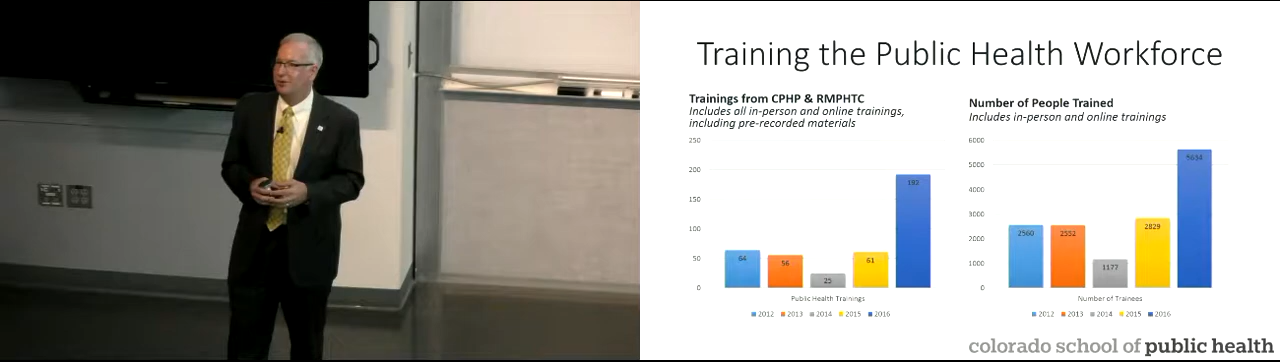 Training the Public Health Workforce
Trainings from CPHP & RMPHTC
Includes all in-person and online trainings,
including pre-recorded materials
250
200
150
100
50
0
64
56
25
61
192
Public Health Trainings
2012 2013 2014 2015 2016
Number of People Trained
Includes in-person and online trainings
6000
5000
4000
3000
2000
1000
0
2560
2552
1177
2829
5634
Number of Trainees
2012 2013 2014 2015 2016
colorado school of public health